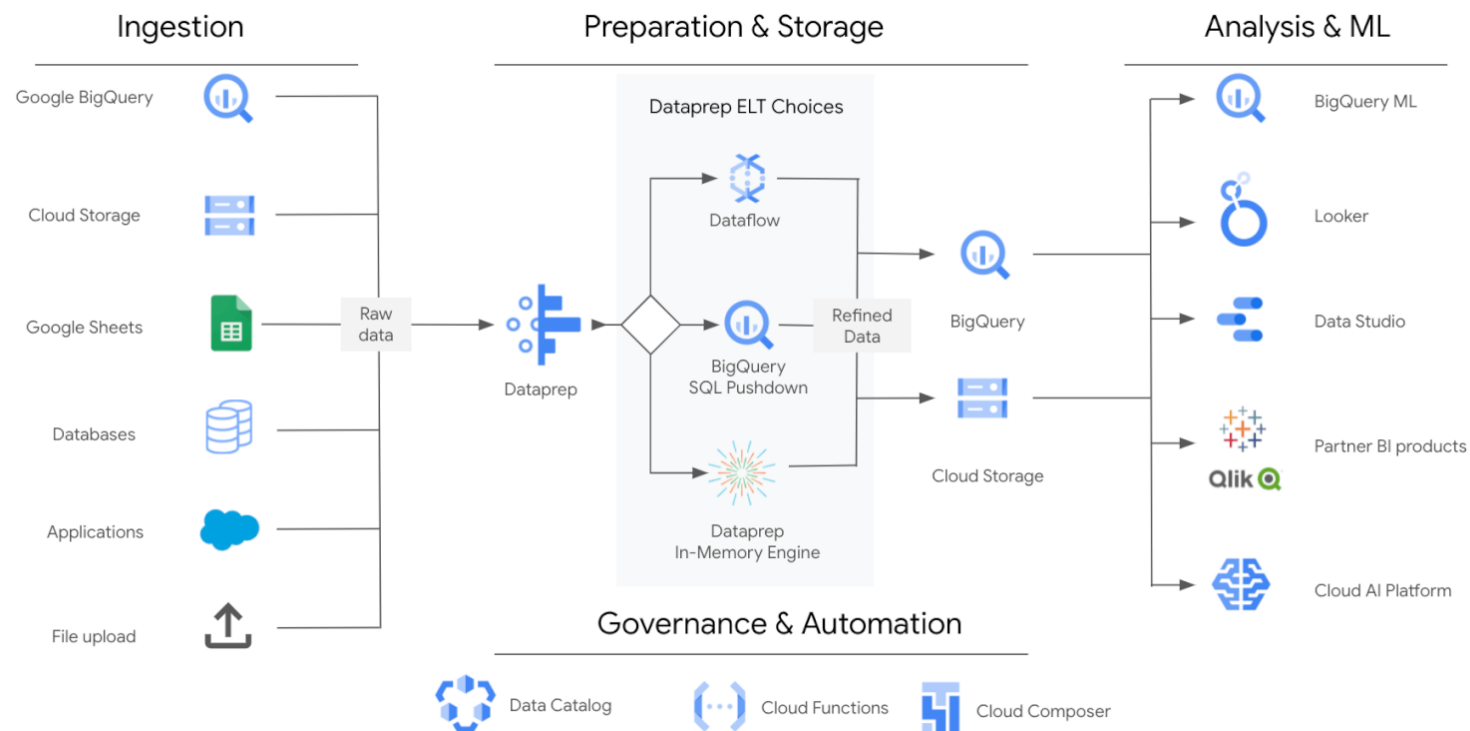 Ingestion
Preparation & Storage
Analysis & ML
Google BigQuery
Cloud Storage
Google Sheets
Databases
Applications
File upload
Raw
data
Dataprep
Dataprep ELT Choices
Dataflow
BigQuery
SQL Pushdown
Dataprep
In-Memory Engine
Refined
Data
BigQuery
Cloud Storage
BigQuery ML
Looker
Data Studio
Partner BI products
Qlik
Cloud AI Platform
Governance & Automation
Data Catalog
Cloud Functions
Cloud Composer